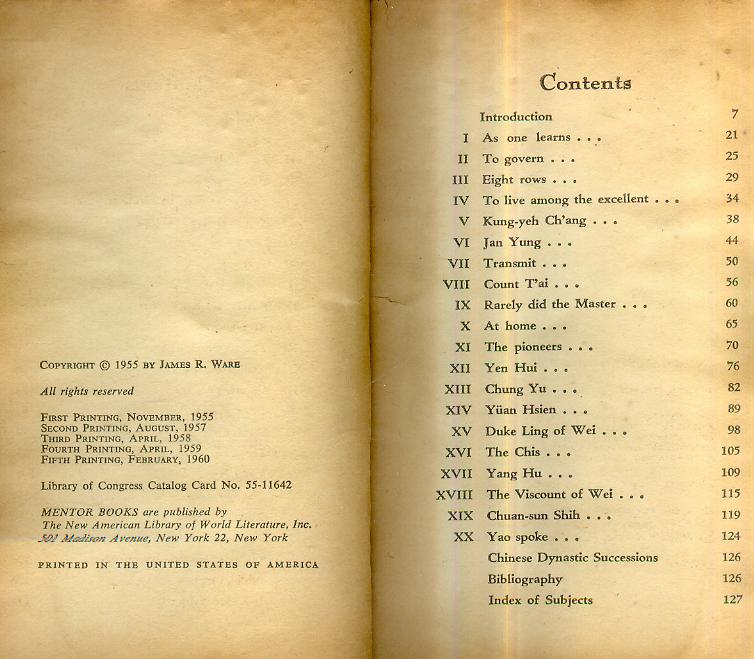 COPYRIGHT © 1955 BY JAMES R. WARE
All rights reserved
FIRST PRINTING, NOVEMBER, 1955
SECOND PRINTING, AUGUST, 1957
THIRD PRINTING, APRIL, 1958
FOURTH PRINTING, APRIL, 1959
FIFTH PRINTING, FEBRUARY, 1960
Library of Congress Catalog Card No. 55-11642
MENTOR BOOKS are published by
The New American Library of World Literature, Inc.
501 Madison Avenue, New York 22, New York
PRINTED IN THE UNITED STATES OF AMERICA
Contents
Introduction 7
I As one learns . . . 21
II To govern . . . 25
III Eight rows . . . 29
IV To live among the excellent . . . 34
V Kung-yeh Ch'ang . . . 38
VI Jan Yung . . . 44
VII Transmit . . . 50
VIII Count T'ai . . . 56
IX Rarely did the Master . . . 60
X At home . . . 65
XI The pioneers . . . 70
XII Yen Hui . . . 76
XIII Chung Yu . . . 82
XIV Yüan Hsien . . . 89
XV Duke Ling of Wei . . . 98
XVI The Chis . . . 105
XVII Yang Hu . . . 109
XVIII The Viscount of Wei . . . 115
XIX Chuan-sun Shih . . . 119
XX Yao spoke . . . 124
Chinese Dynastic Successions 126
Bibliography 126
Index of Subjects 127